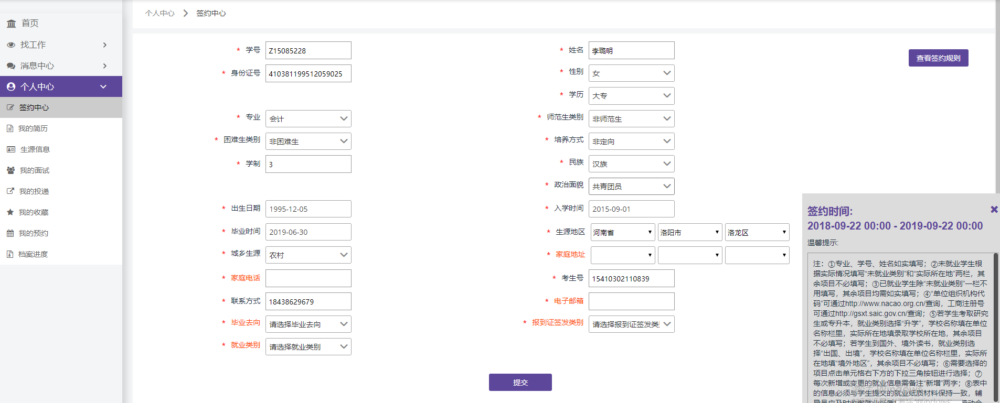 首页
找工作
消息中心
个人中心
签约中心
我的简历
生源信息
我的面试
我的投递
我的收藏
我的预约
档案进度
个人中心 签约中心
* 学号 Z15085228
* 姓名 李璐明
查看签约规则
* 身份证号 410381199512059025
* 性别 女
* 学历 大专
* 专业 会计
* 师范生类别 非师范生
* 困难生类别 非困难生
* 培养方式 非定向
* 学制 3
* 民族 汉族
* 政治面貌 共青团员
* 出生日期 1995-12-05
* 入学时间 2015-09-01
* 毕业时间 2019-06-30
* 生源地区 河南省 洛阳市 洛龙区
* 城乡生源 农村
* 家庭地址
* 家庭电话
* 考生号 15410302110839
* 联系方式 18438629679
* 电子邮箱
* 毕业去向 请选择毕业去向
* 报到证签发类别 请选择报到证签发类
* 就业类别 请选择就业类别
提交
签约时间:
2018-09-22 00:00 - 2019-09-22 00:00
温馨提示:
注：①专业、学号、姓名如实填写；②未就业学生根
据实际情况填写“未就业类别”和“实际所在地”两栏，其
余项目不必填写；③已就业学生除“未就业类别”一栏不
用填写，其余项目均需如实填写；④“单位组织机构代
码”可通过http://www.nacao.org.cn/查询，工商注册号
可通过http://gsxt.saic.gov.cn/查询；⑤若学生考取研究
生或专升本，就业类别选择“升学”，学校名称填在单位
名称栏里，实际所在地填录取学校所在地，其余项目
不必填写；若学生到国外、境外读书，就业类别选
择“出国、出境”，学校名称填在单位名称栏里，实际所
在地填“境外地区”，其余项目不必填写；⑥需要选择的
项目点击单元格右下方的下拉三角按钮进行选择；⑦
每次新增或变更的就业信息需备注“新增”两字；⑧表中
的信息必须与学生提交的就业纸质材料保持一致，辅
激活 Windows